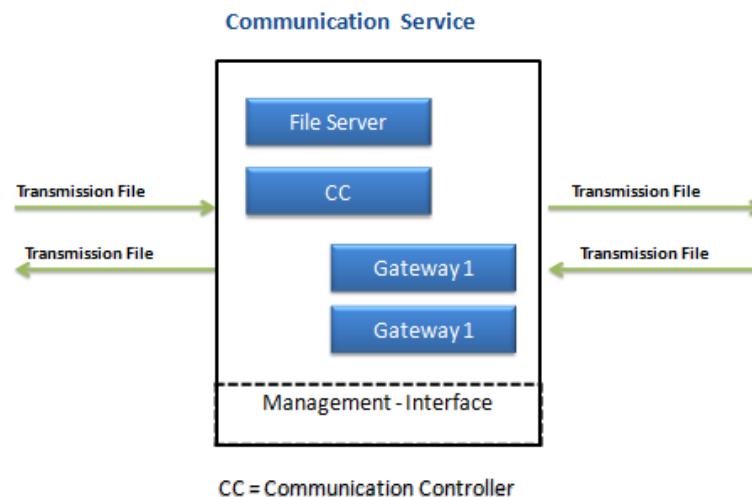 Communication Service
File Server
Transmission File
CC
Transmission File
Transmission File
Gateway 1
Transmission File
Gateway 1
Management - Interface
CC = Communication Controller